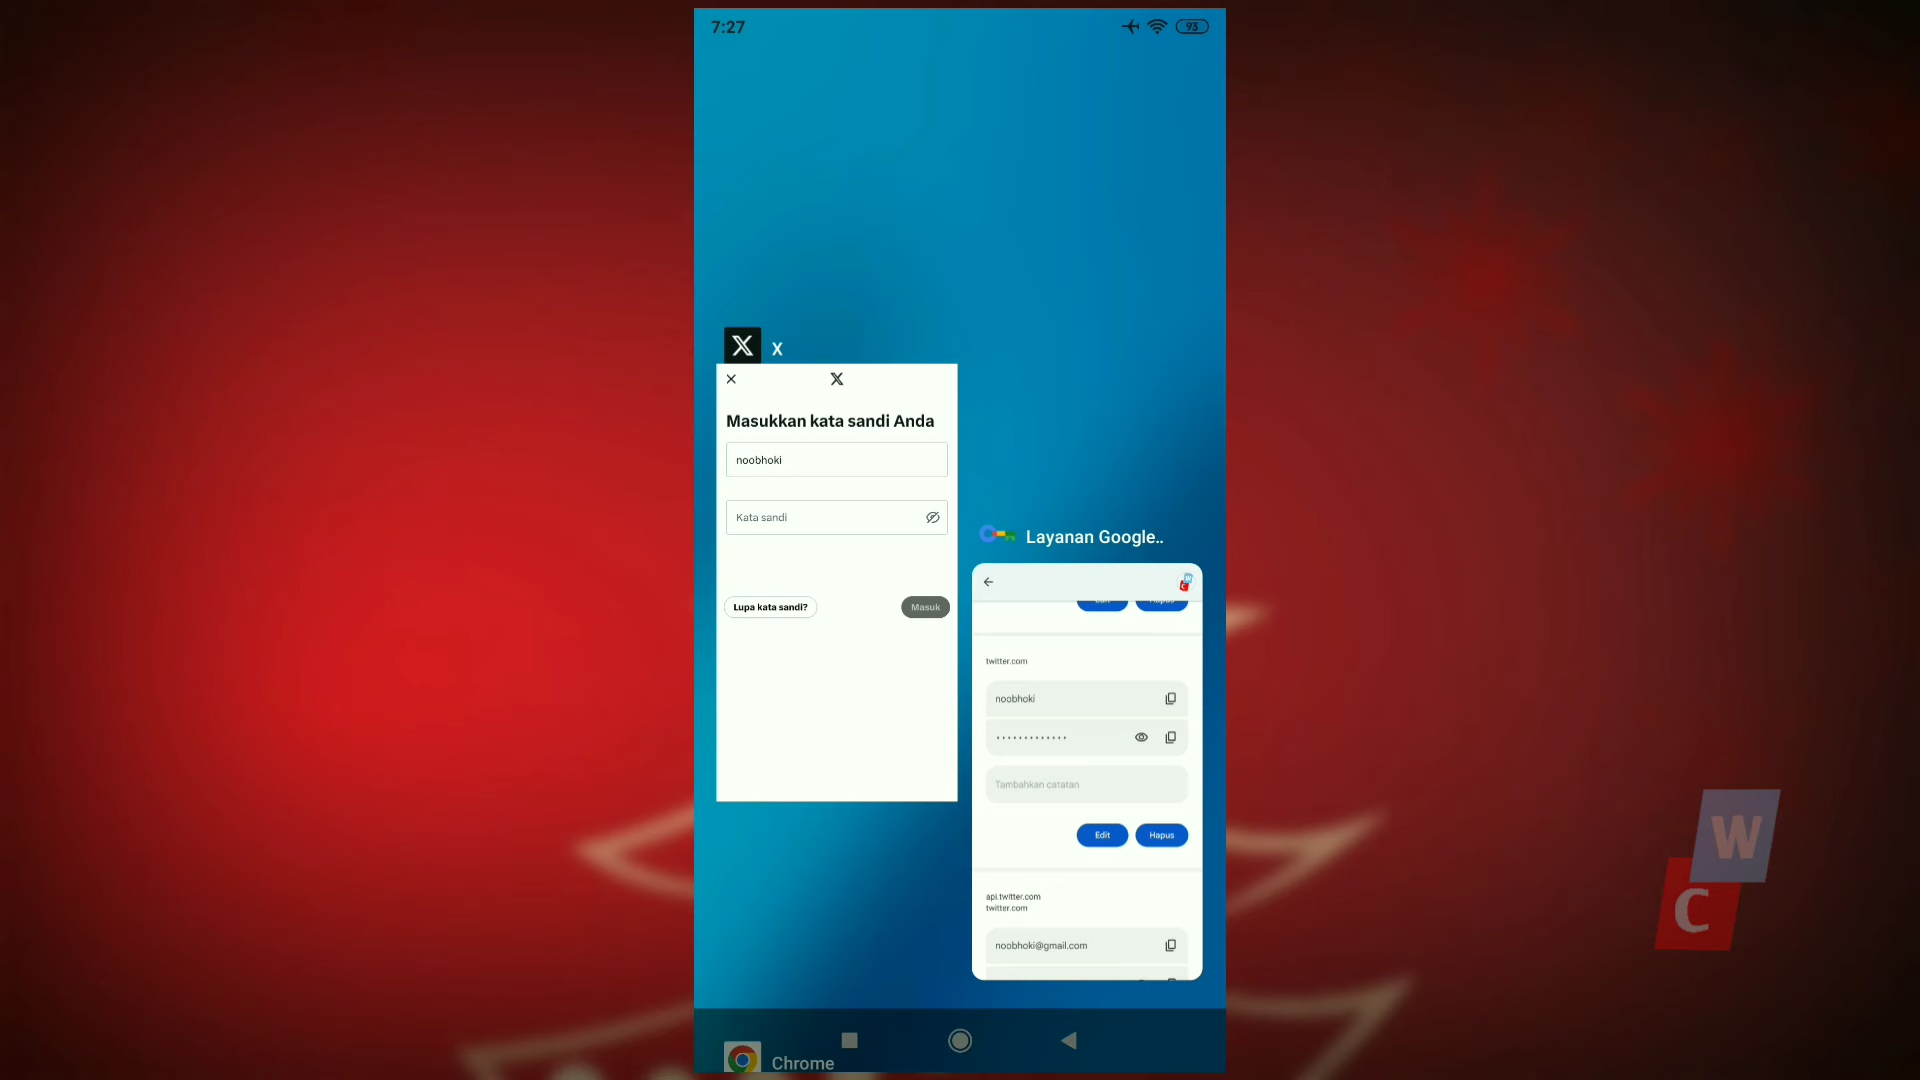 7:27
93
X
Masukkan kata sandi Anda
noobhoki
Kata sandi
Lupa kata sandi?
Masuk
Layanan Google..
twitter.com
noobhoki
Tambahkan catatan
Edit
Hapus
api.twitter.com
twitter.com
noobhoki@gmail.com
Chrome
W
C